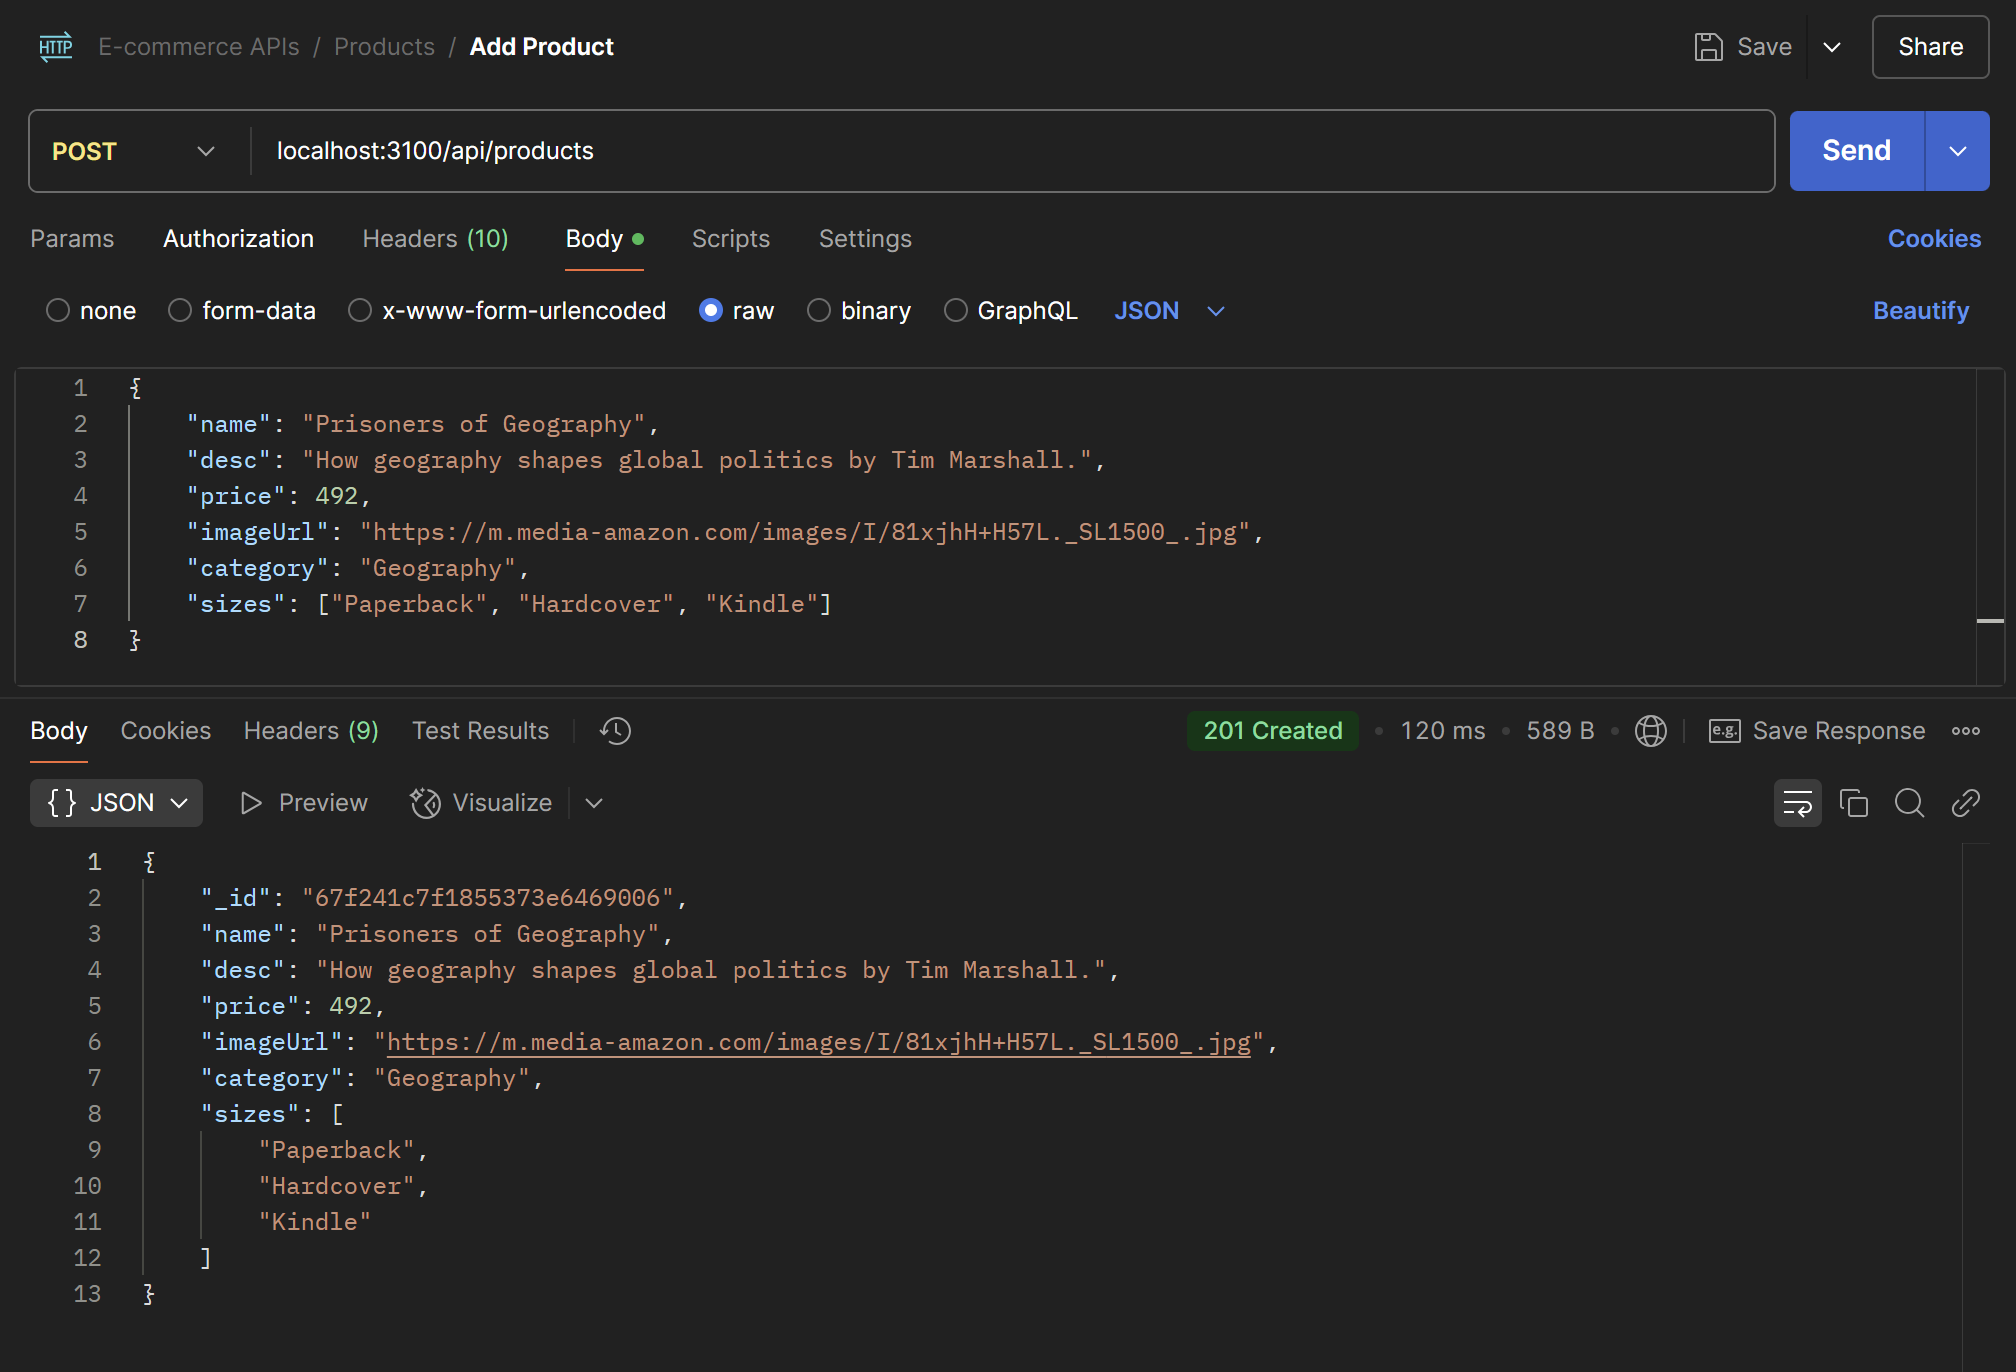 HTTP E-commerce APIs / Products / Add Product Save Share
POST localhost:3100/api/products Send
Params Authorization Headers (10) Body Scripts Settings Cookies
none form-data x-www-form-urlencoded raw binary GraphQL JSON Beautify
1 {
2 "name": "Prisoners of Geography",
3 "desc": "How geography shapes global politics by Tim Marshall.",
4 "price": 492,
5 "imageUrl": "https://m.media-amazon.com/images/I/81xjhH+H57L._SL1500_.jpg",
6 "category": "Geography",
7 "sizes": ["Paperback", "Hardcover", "Kindle"]
8 }
Body Cookies Headers (9) Test Results 201 Created • 120 ms • 589 B • e.g. Save Response
{} JSON Preview Visualize
1 {
2 "_id": "67f241c7f1855373e6469006",
3 "name": "Prisoners of Geography",
4 "desc": "How geography shapes global politics by Tim Marshall.",
5 "price": 492,
6 "imageUrl": "https://m.media-amazon.com/images/I/81xjhH+H57L._SL1500_.jpg",
7 "category": "Geography",
8 "sizes": [
9 "Paperback",
10 "Hardcover",
11 "Kindle"
12 ]
13 }